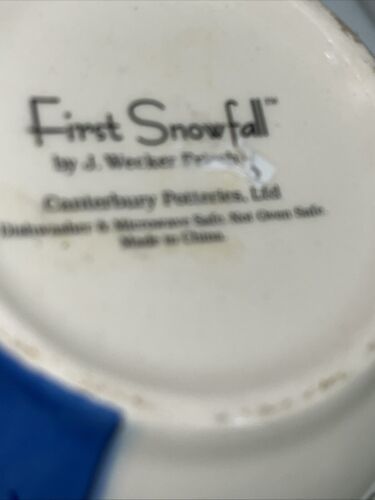 First Snowfall™
by J. Wecker
Canterbury Potteries, Ltd
Dishwasher & Microwave Safe. Not Oven Safe.
Made in China.